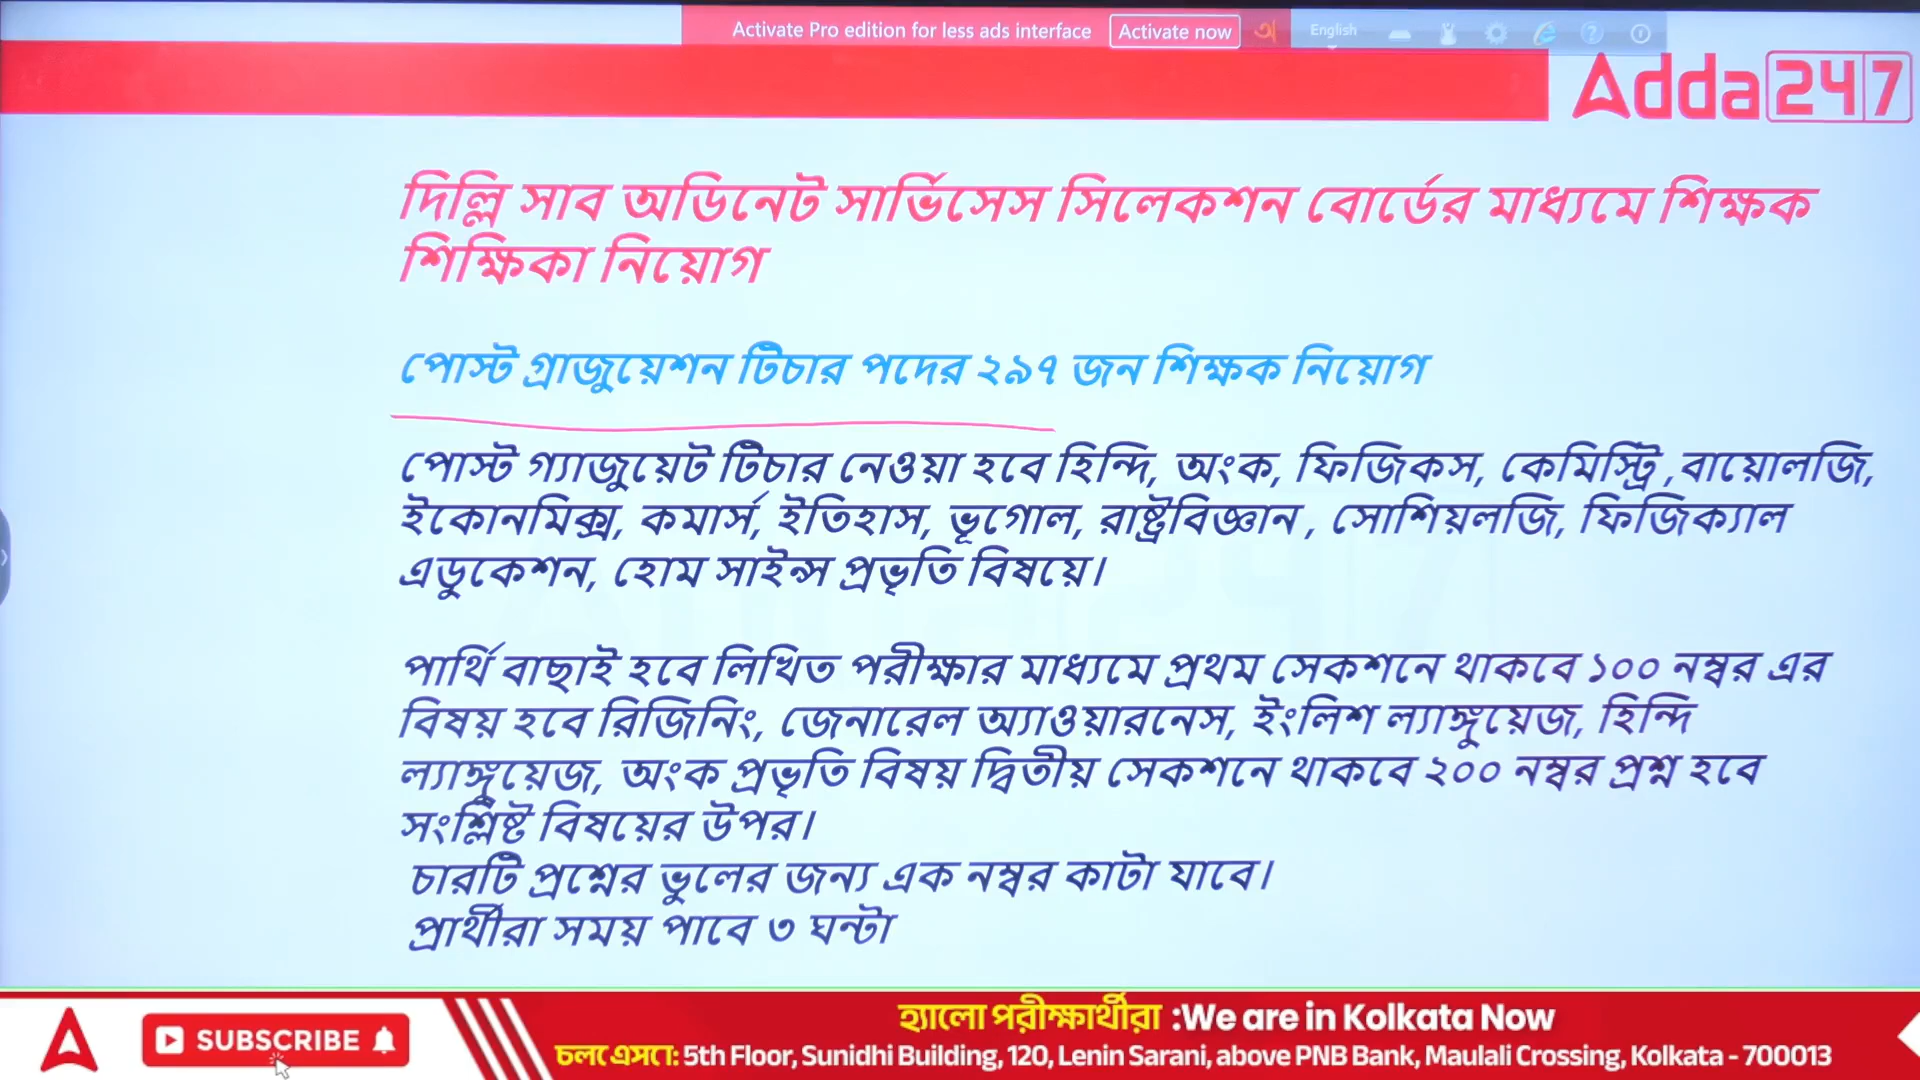 Activate Pro edition for less ads interface Activate now অ English
Adda247
দিল্লি সাব অডিনেট সার্ভিসেস সিলেকশন বোর্ডের মাধ্যমে শিক্ষক
শিক্ষিকা নিয়োগ
পোস্ট গ্রাজুয়েশন টিচার পদের ২৯৭ জন শিক্ষক নিয়োগ
পোস্ট গ্যাজুয়েট টিচার নেওয়া হবে হিন্দি, অংক, ফিজিকস, কেমিস্ট্রি ,বায়োলজি,
ইকোনমিক্স, কমার্স, ইতিহাস, ভূগোল, রাষ্ট্রবিজ্ঞান , সোশিয়লজি, ফিজিক্যাল
এডুকেশন, হোম সাইন্স প্রভৃতি বিষয়ে।
পার্থি বাছাই হবে লিখিত পরীক্ষার মাধ্যমে প্রথম সেকশনে থাকবে ১০০ নম্বর এর
বিষয় হবে রিজিনিং, জেনারেল অ্যাওয়ারনেস, ইংলিশ ল্যাঙ্গুয়েজ, হিন্দি
ল্যাঙ্গুয়েজ, অংক প্রভৃতি বিষয় দ্বিতীয় সেকশনে থাকবে ২০০ নম্বর প্রশ্ন হবে
সংশ্লিষ্ট বিষয়ের উপর।
চারটি প্রশ্নের ভুলের জন্য এক নম্বর কাটা যাবে।
প্রার্থীরা সময় পাবে ৩ ঘন্টা
হ্যালো পরীক্ষার্থীরা :We are in Kolkata Now
SUBSCRIBE
চলে এসো: 5th Floor, Sunidhi Building, 120, Lenin Sarani, above PNB Bank, Maulali Crossing, Kolkata - 700013